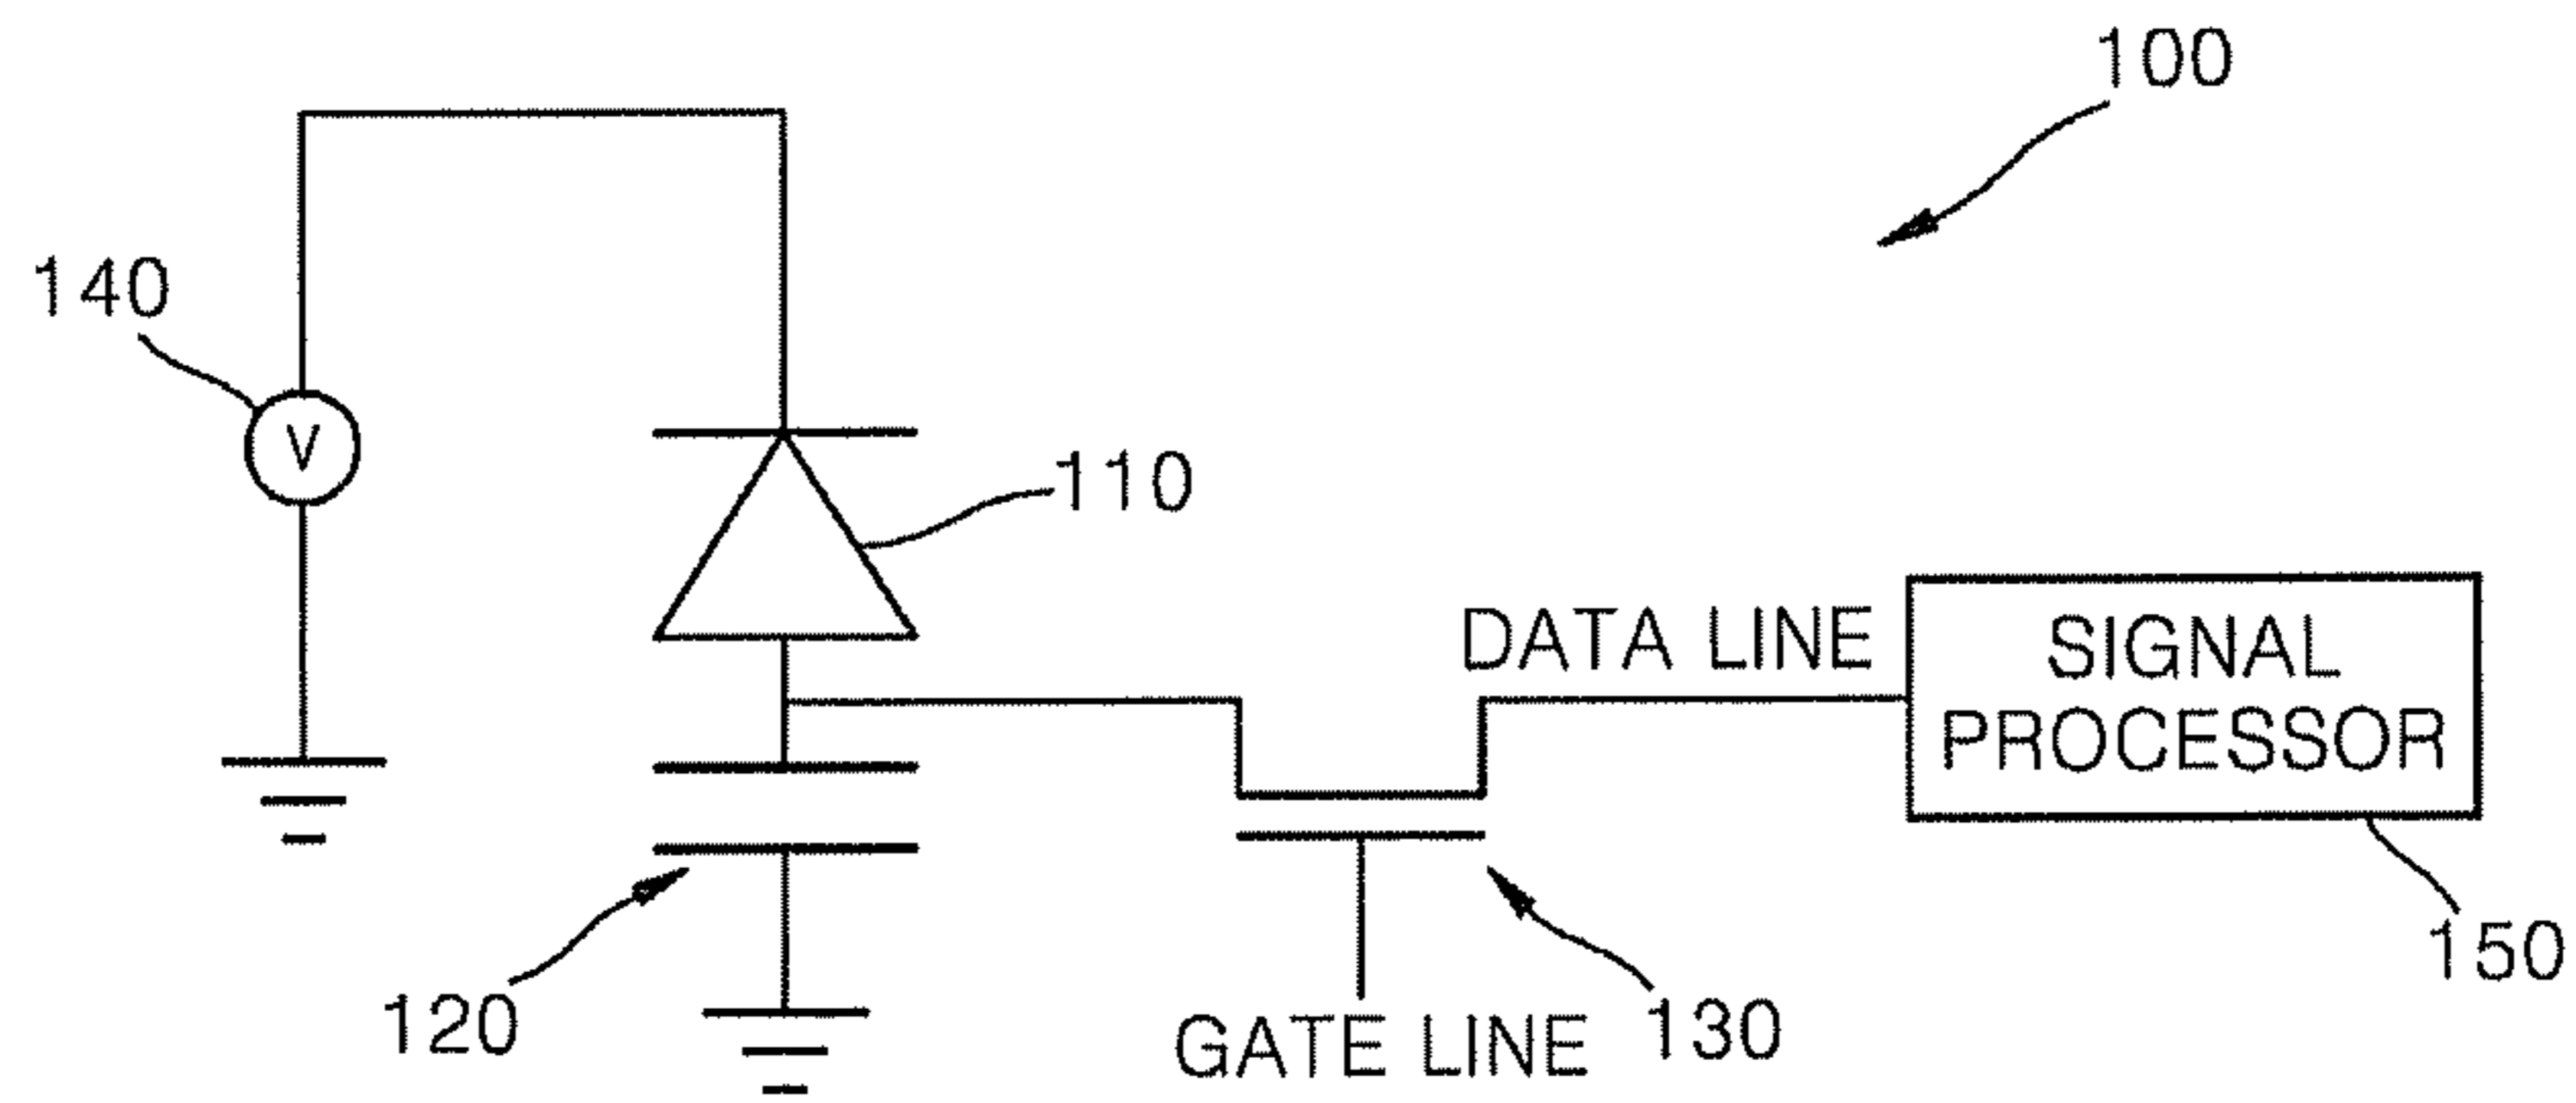 100
140
V
110
DATA LINE
SIGNAL
PROCESSOR
120
GATE LINE
130
150